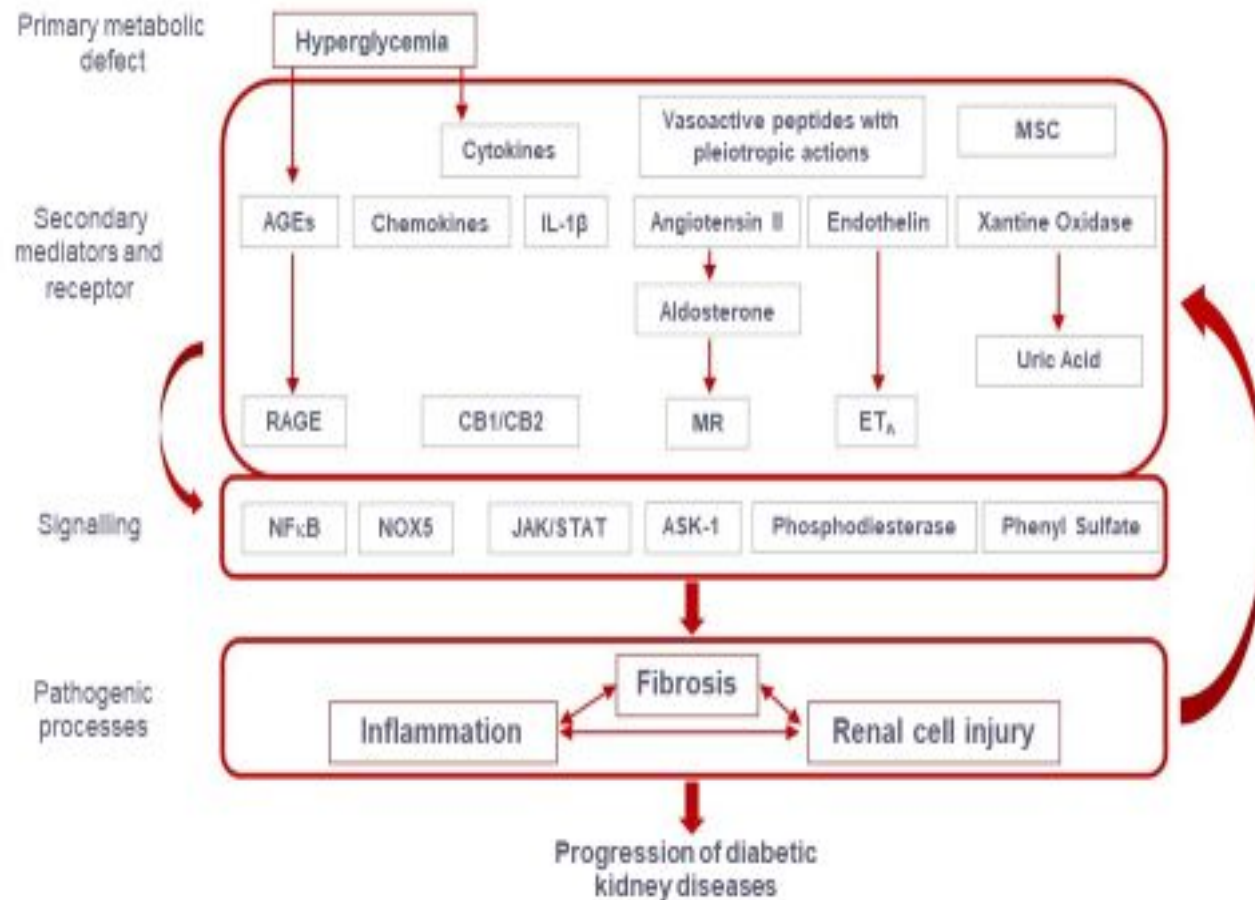 Primary metabolic
defect
Hyperglycemia
Cytokines
Vasoactive peptides with
pleiotropic actions
MSC
Secondary
mediators and
receptor
AGEs
Chemokines
IL-1β
Angiotensin II
Endothelin
Xantine Oxidase
Aldosterone
Uric Acid
RAGE
CB1/CB2
MR
ETA
Signalling
NFκB
NOX5
JAK/STAT
ASK-1
Phosphodiesterase
Phenyl Sulfate
Pathogenic
processes
Fibrosis
Inflammation
Renal cell injury
Progression of diabetic
kidney diseases